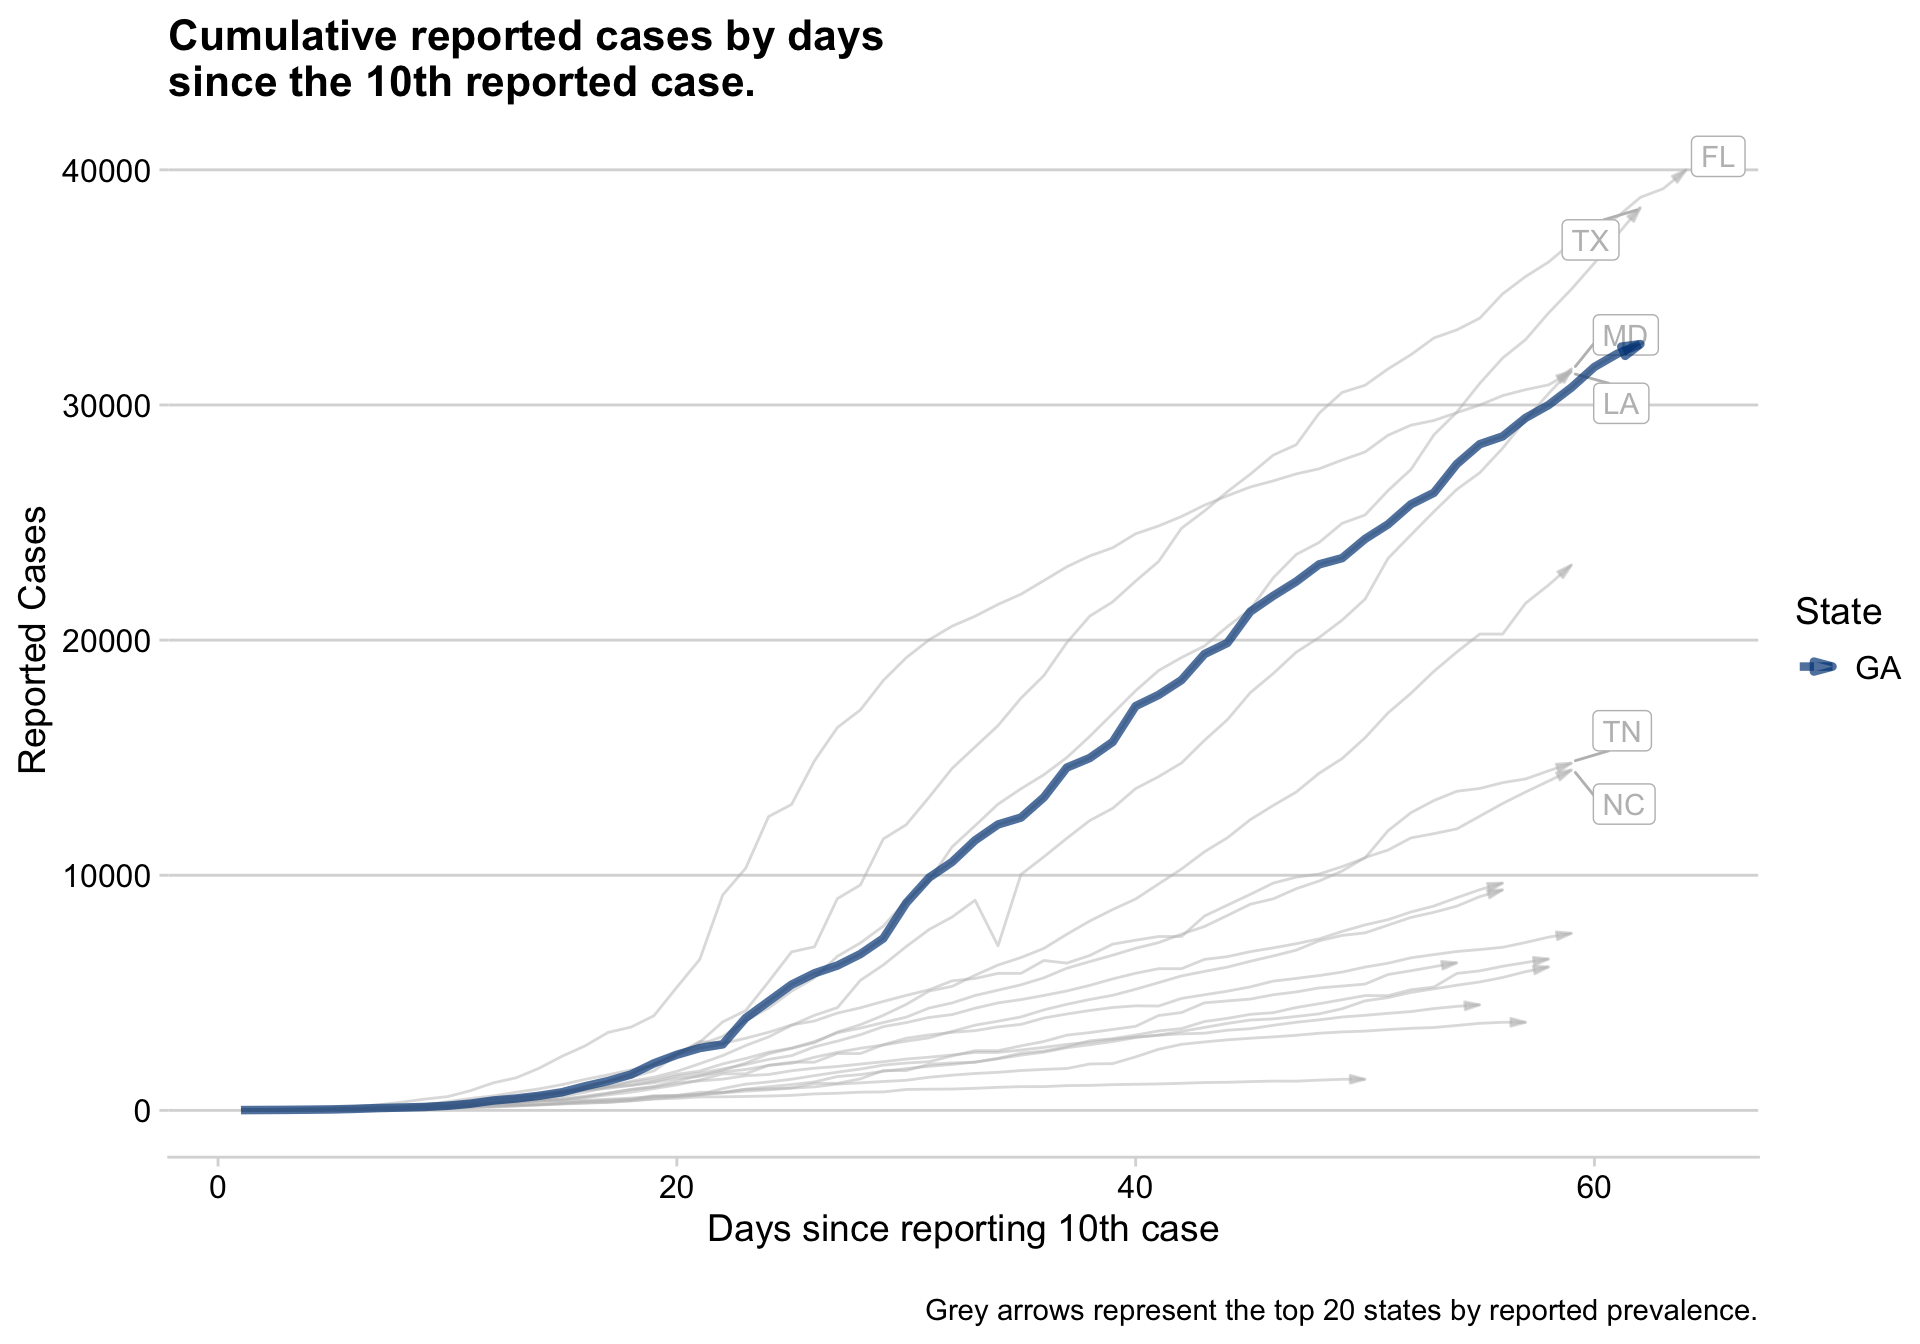 Cumulative reported cases by days
since the 10th reported case.
40000
30000
20000
10000
0
Reported Cases
FL
TX
MD
LA
TN
NC
State
GA
0
20
40
60
Days since reporting 10th case
Grey arrows represent the top 20 states by reported prevalence.